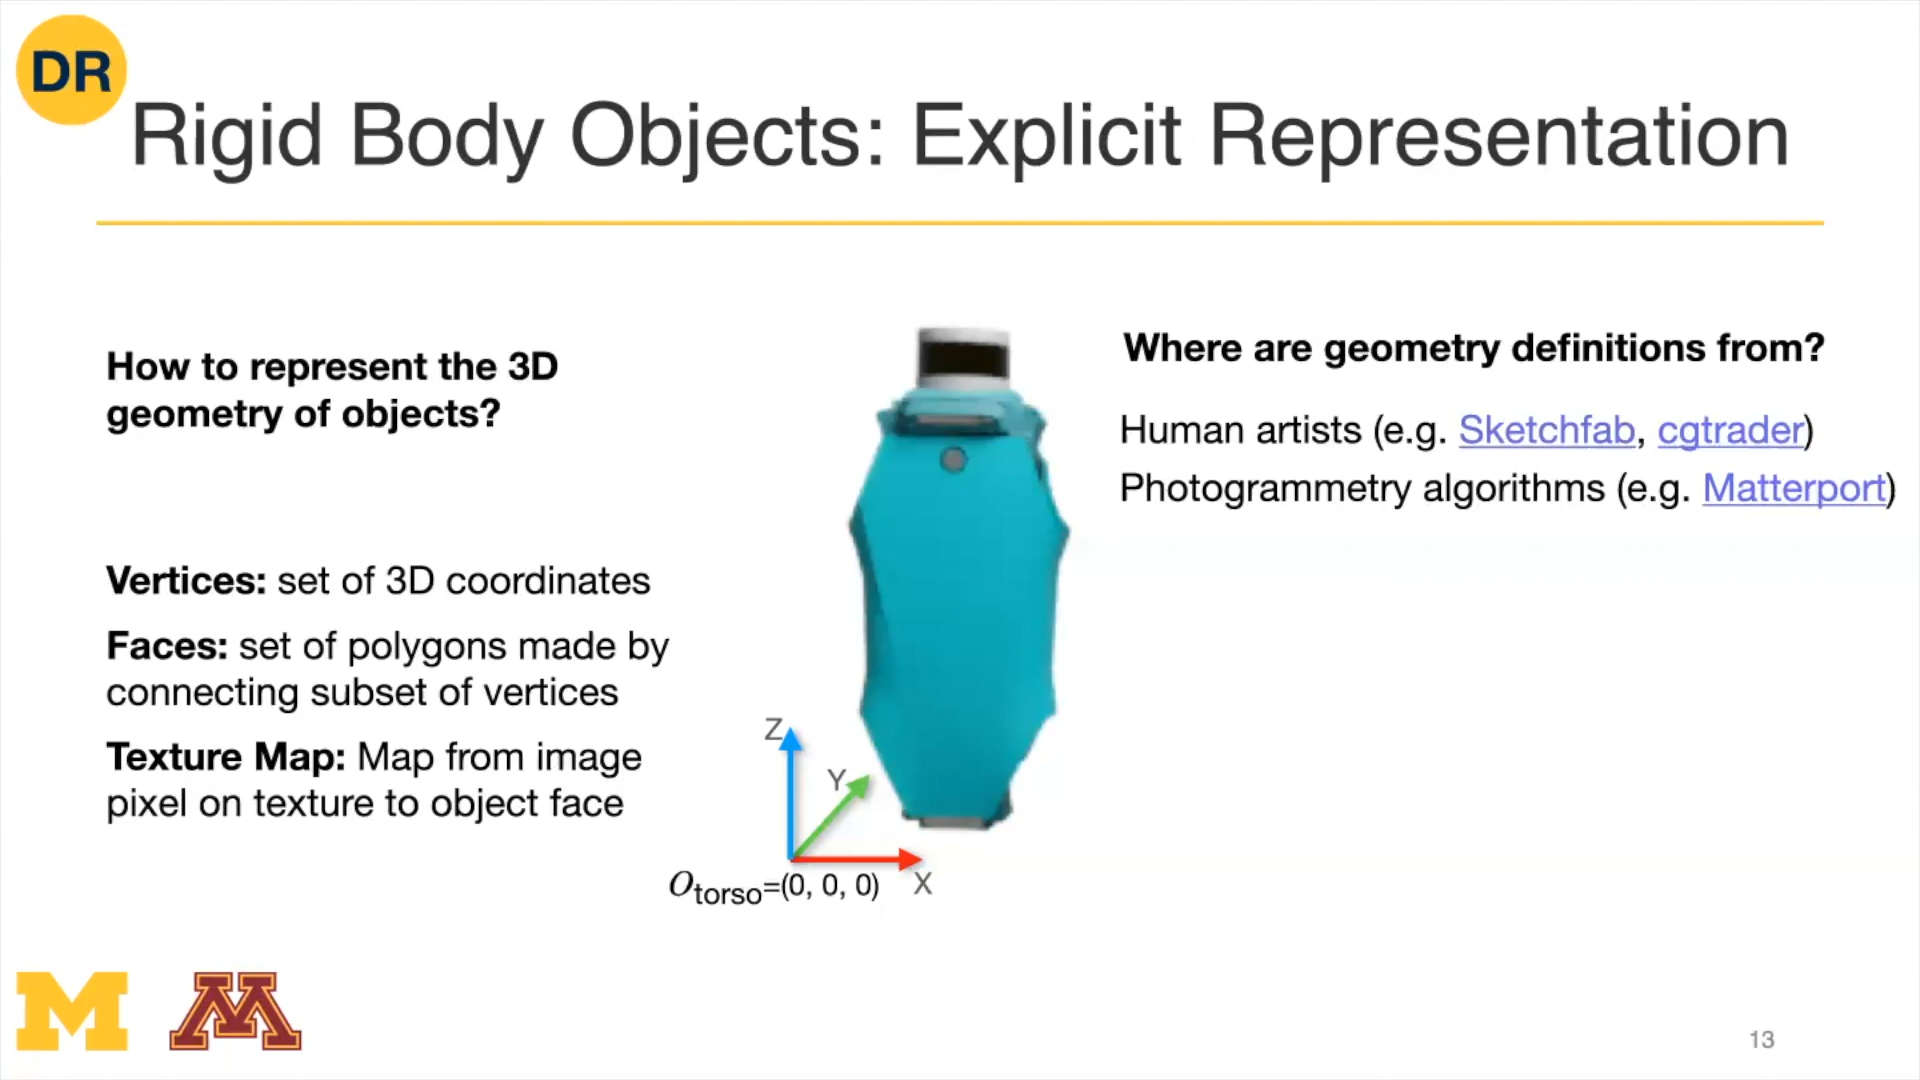 DR
Rigid Body Objects: Explicit Representation
How to represent the 3D
geometry of objects?
Vertices: set of 3D coordinates
Faces: set of polygons made by
connecting subset of vertices
Texture Map: Map from image
pixel on texture to object face
Z
Y
X
Otorso=(0, 0, 0)
Where are geometry definitions from?
Human artists (e.g. Sketchfab, cgtrader)
Photogrammetry algorithms (e.g. Matterport)
M M
13